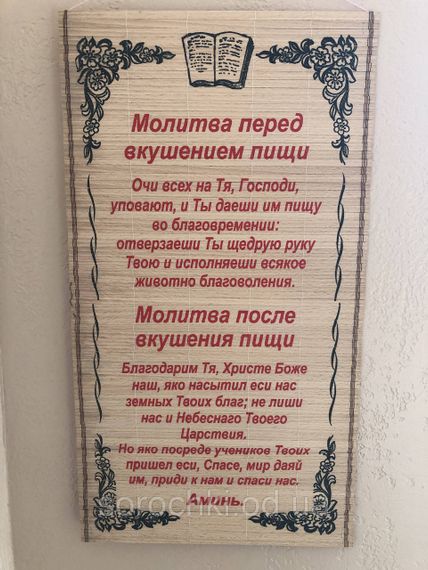 Молитва перед
вкушением пищи
Очи всех на Тя, Господи,
уповают, и Ты даеши им пищу
во благовремении:
отверзаеши Ты щедрую руку
Твою и исполняеши всякое
животно благоволения.
Молитва после
вкушения пищи
Благодарим Тя, Христе Боже
наш, яко насытил еси нас
земных Твоих благ; не лиши
нас и Небеснаго Твоего
Царствия.
Но яко посреде учеников Твоих
пришел еси, Спасе, мир даяй
им, приди к нам и спаси нас.
Аминь.
sorochki.od.ua